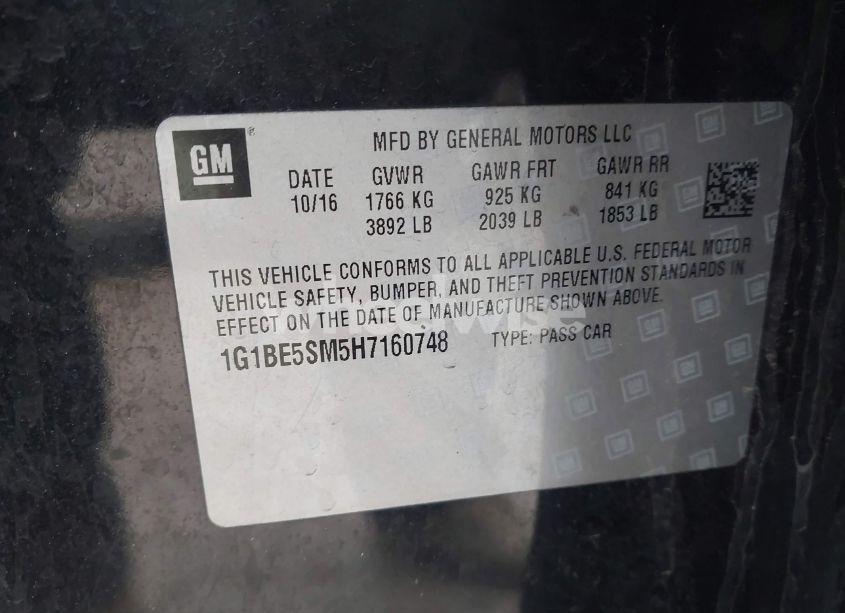 GM
MFD BY GENERAL MOTORS LLC
DATE GVWR GAWR FRT GAWR RR
10/16 1766 KG 925 KG 841 KG
3892 LB 2039 LB 1853 LB
THIS VEHICLE CONFORMS TO ALL APPLICABLE U.S. FEDERAL MOTOR
VEHICLE SAFETY, BUMPER, AND THEFT PREVENTION STANDARDS IN
EFFECT ON THE DATE OF MANUFACTURE SHOWN ABOVE.
1G1BE5SM5H7160748 TYPE: PASS CAR